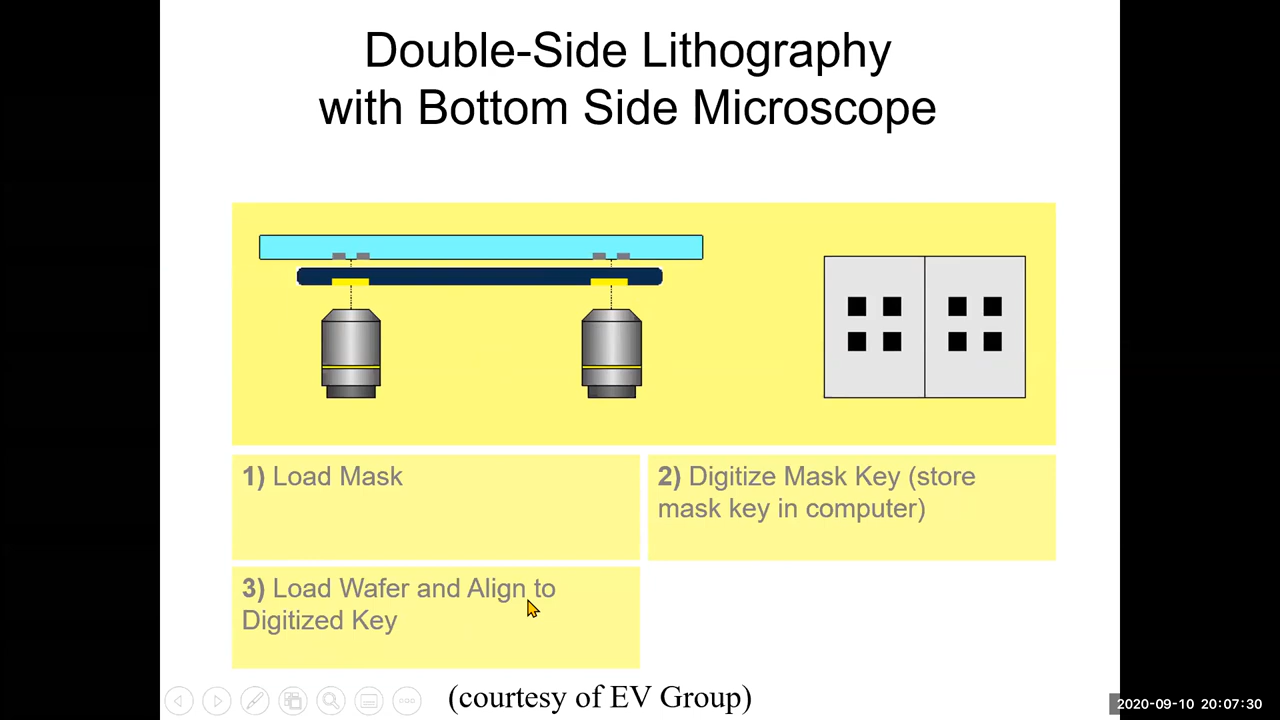 Double-Side Lithography
with Bottom Side Microscope
1) Load Mask
2) Digitize Mask Key (store
mask key in computer)
3) Load Wafer and Align to
Digitized Key
(courtesy of EV Group)
2020-09-10 20:07:30